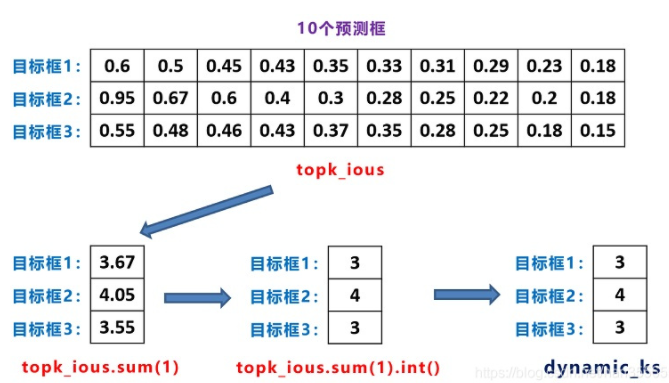 10个预测框
目标框1： 0.6 0.5 0.45 0.43 0.35 0.33 0.31 0.29 0.23 0.18
目标框2： 0.95 0.67 0.6 0.4 0.3 0.28 0.25 0.22 0.2 0.18
目标框3： 0.55 0.48 0.46 0.43 0.37 0.35 0.28 0.25 0.18 0.15
topk_ious
目标框1： 3.67 目标框1： 3 目标框1： 3
目标框2： 4.05 目标框2： 4 目标框2： 4
目标框3： 3.55 目标框3： 3 目标框3： 3
topk_ious.sum(1) topk_ious.sum(1).int() dynamic_ks